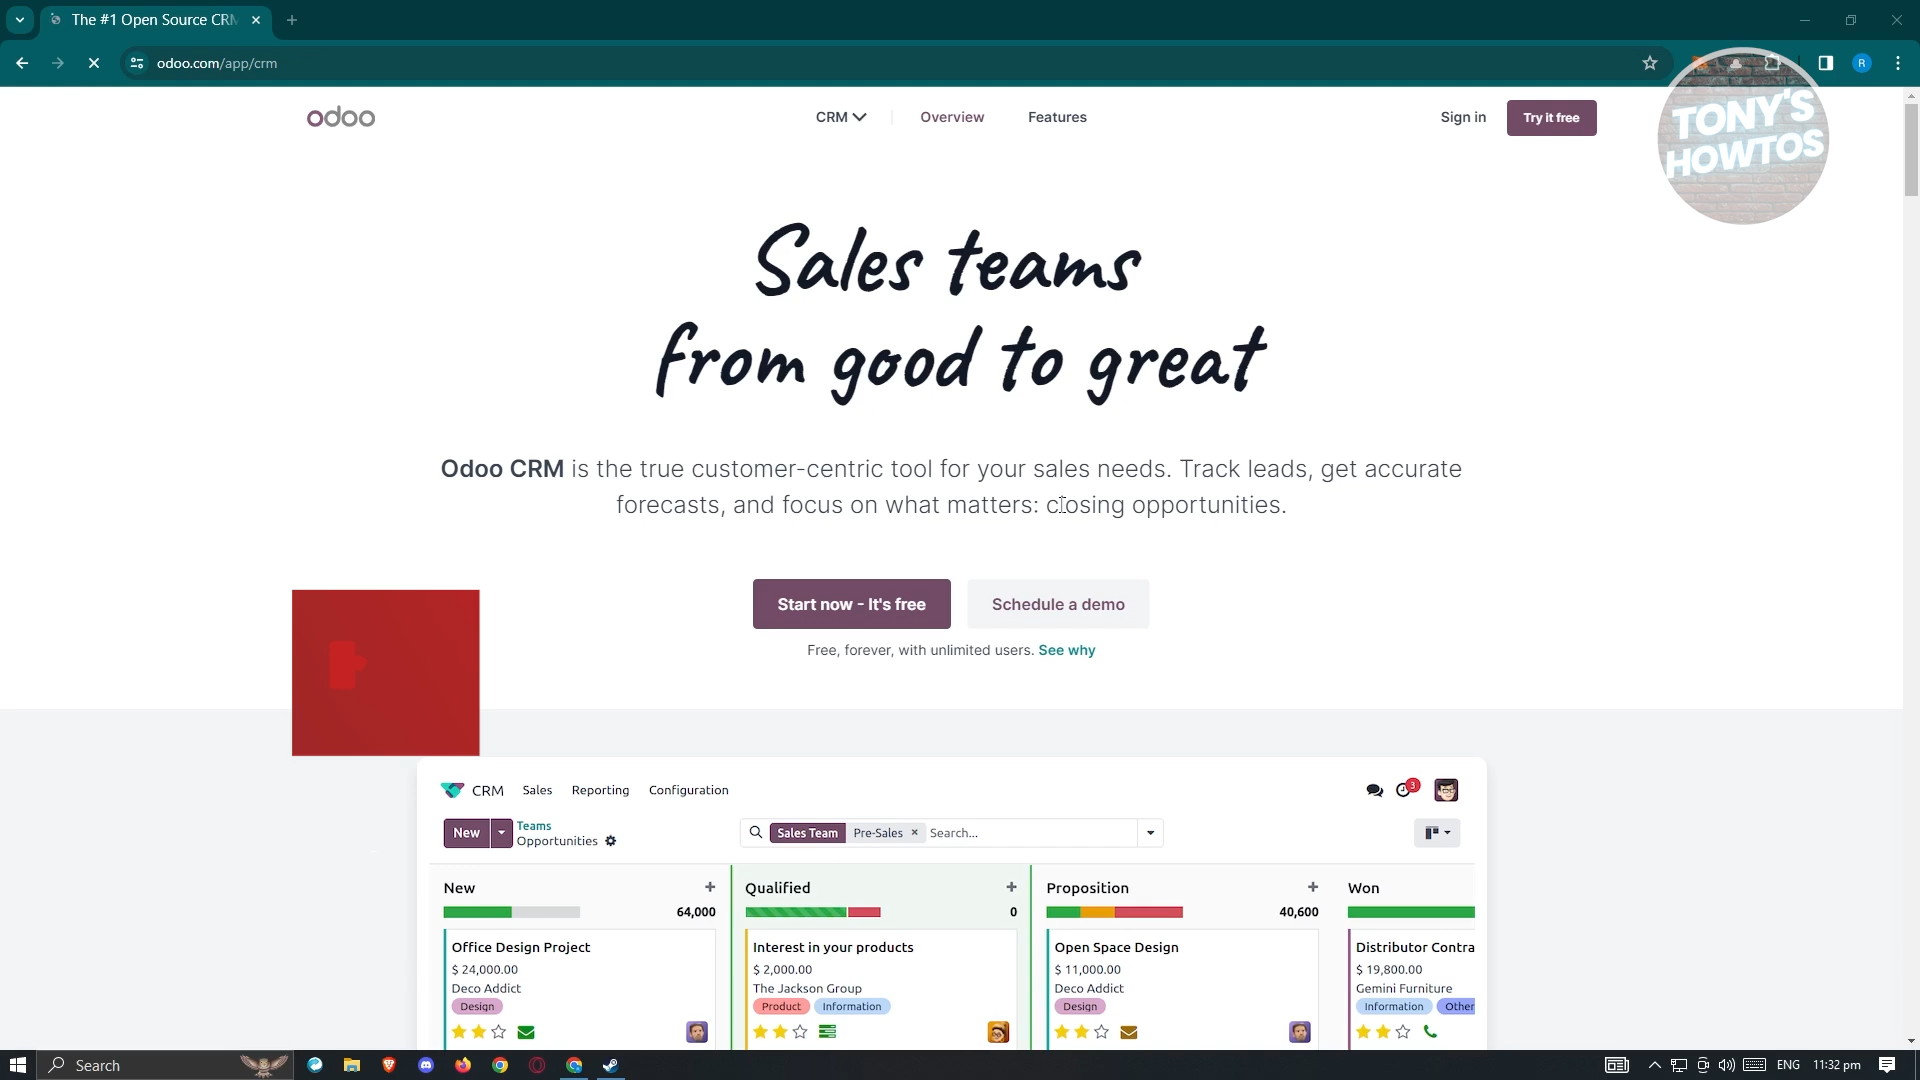 The #1 Open Source CRM
odoo.com/app/crm
R
TONY'S
HOWTOS
odoo
CRM
Overview
Features
Sign in
Try it free
Sales teams
from good to great
Odoo CRM is the true customer-centric tool for your sales needs. Track leads, get accurate
forecasts, and focus on what matters: closing opportunities.
Start now - It's free
Schedule a demo
Free, forever, with unlimited users. See why
CRM
Sales
Reporting
Configuration
3
New
Teams
Opportunities
Sales Team
Pre-Sales ×
Search...
New
64,000
Qualified
0
Proposition
40,600
Won
Office Design Project
$ 24,000.00
Deco Addict
Design
Interest in your products
$ 2,000.00
The Jackson Group
Product
Information
Open Space Design
$ 11,000.00
Deco Addict
Design
Distributor Contra
$ 19,800.00
Gemini Furniture
Information
Other
Search
ENG
11:32 pm